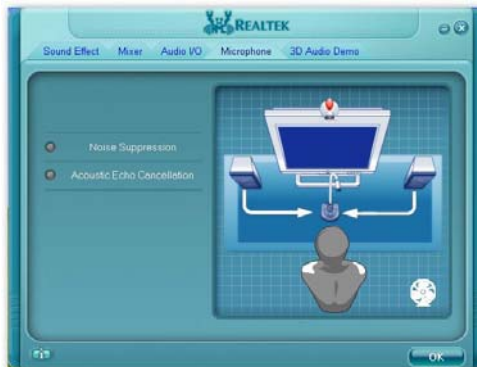 REALTEK
Sound Effect Mixer Audio I/O Microphone 3D Audio Demo
Noise Suppression
Acoustic Echo Cancellation
OK